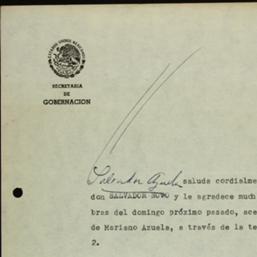 SECRETARIA
DE
GOBERNACION
Salvador Azuela saluda cordialme
don SALVADOR NOVO y le agradece much
bras del domingo próximo pasado, ace
de Mariano Azuela, a través de la te
2.